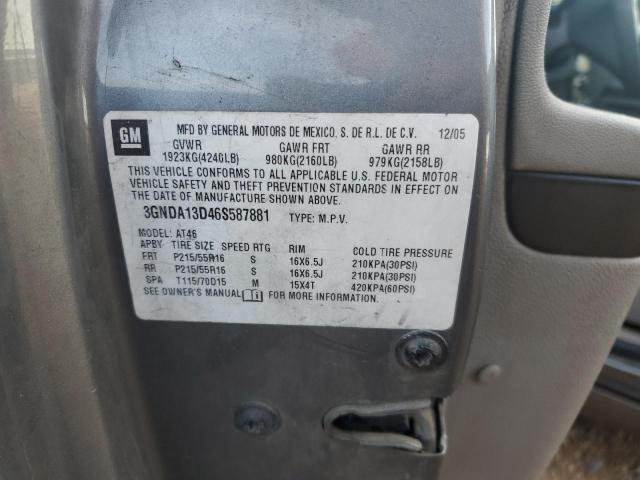 GM
MFD BY GENERAL MOTORS DE MEXICO, S. DE R.L. DE C.V. 12/05
GVWR GAWR FRT GAWR RR
1923KG(4240LB) 980KG(2160LB) 979KG(2158LB)
THIS VEHICLE CONFORMS TO ALL APPLICABLE U.S. FEDERAL MOTOR
VEHICLE SAFETY AND THEFT PREVENTION STANDARDS IN EFFECT ON
THE DATE OF MANUFACTURE SHOWN ABOVE.
3GNDA13D46S587881 TYPE: M.P.V.
MODEL: AT46
APBY TIRE SIZE SPEED RTG RIM COLD TIRE PRESSURE
FRT P215/55R16 S 16X6.5J 210KPA(30PSI)
RR P215/55R16 S 16X6.5J 210KPA(30PSI)
SPA T115/70D15 M 15X4T 420KPA(60PSI)
SEE OWNER'S MANUAL FOR MORE INFORMATION.